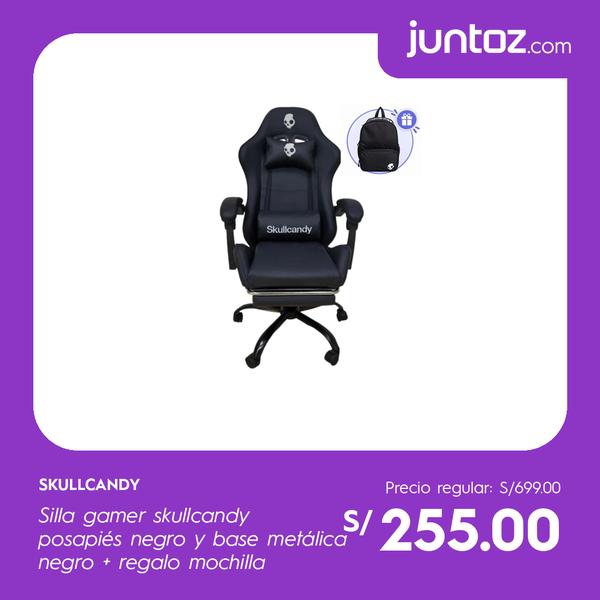 juntoz.com
Skullcandy
SKULLCANDY
Silla gamer skullcandy
posapiés negro y base metálica
negro + regalo mochilla
Precio regular: S/699.00
S/ 255.00